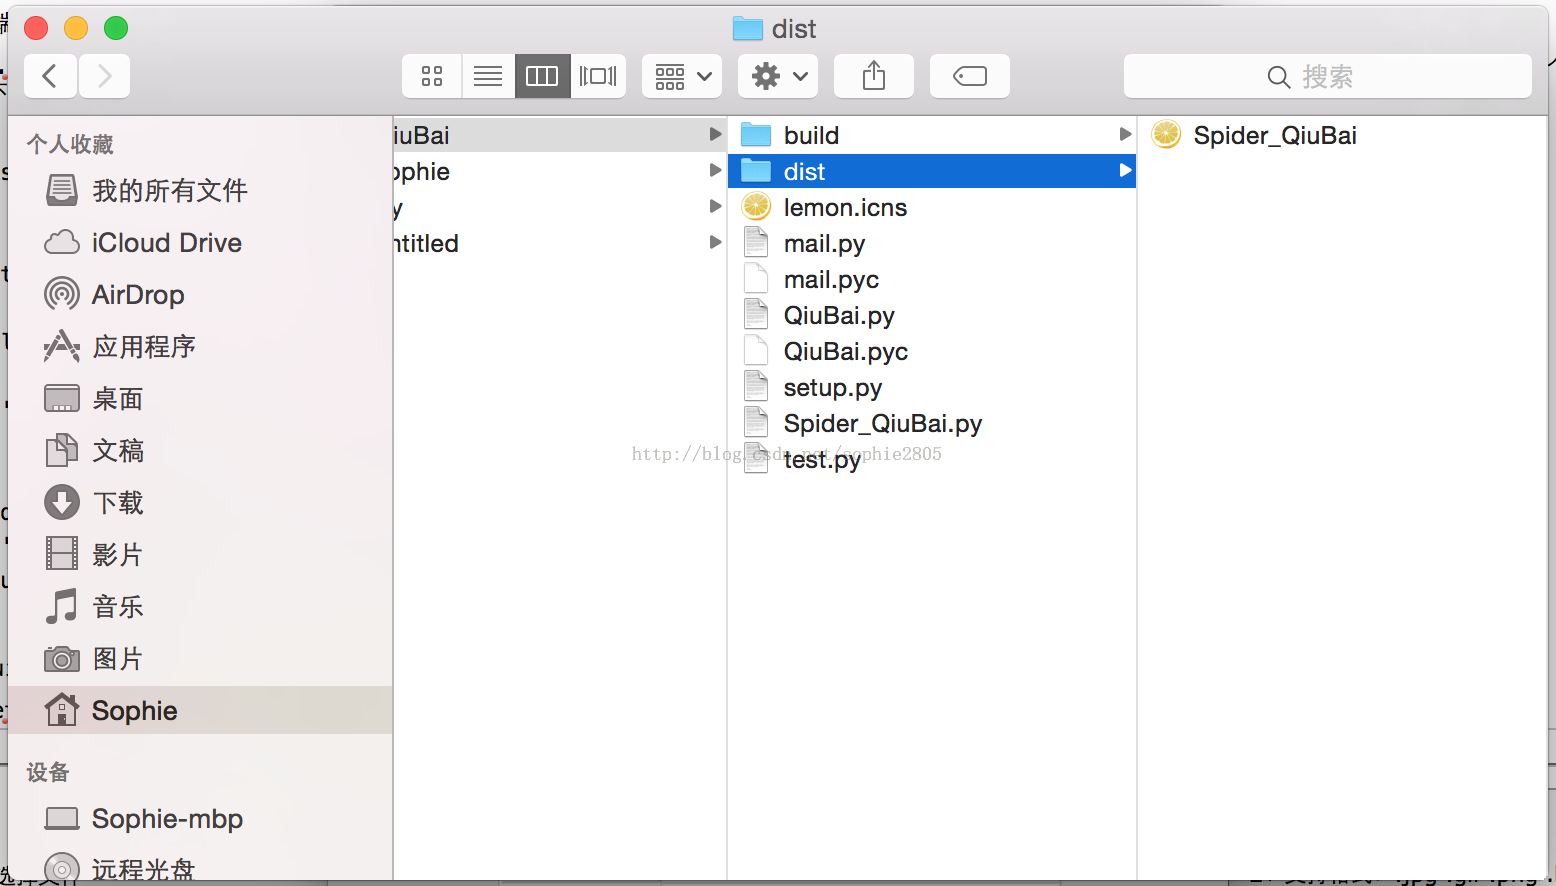 dist
搜索
个人收藏
我的所有文件
iCloud Drive
AirDrop
应用程序
桌面
文稿
下载
影片
音乐
图片
Sophie
设备
Sophie-mbp
远程光盘
iuBai
ophie
y
ntitled
build
dist
lemon.icns
mail.py
mail.pyc
QiuBai.py
QiuBai.pyc
setup.py
Spider_QiuBai.py
test.py
Spider_QiuBai
http://blog.csdn.net/sophie2805